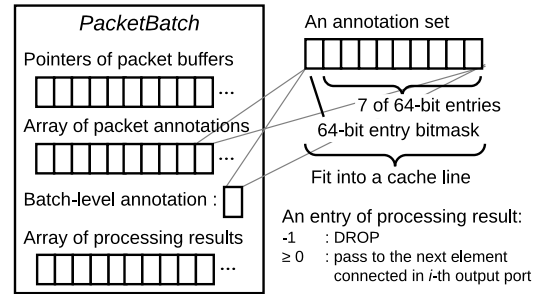 PacketBatch
Pointers of packet buffers
...
Array of packet annotations
...
Batch-level annotation :
Array of processing results
...
An annotation set
7 of 64-bit entries
64-bit entry bitmask
Fit into a cache line
An entry of processing result:
-1 : DROP
≥ 0 : pass to the next element
connected in i-th output port